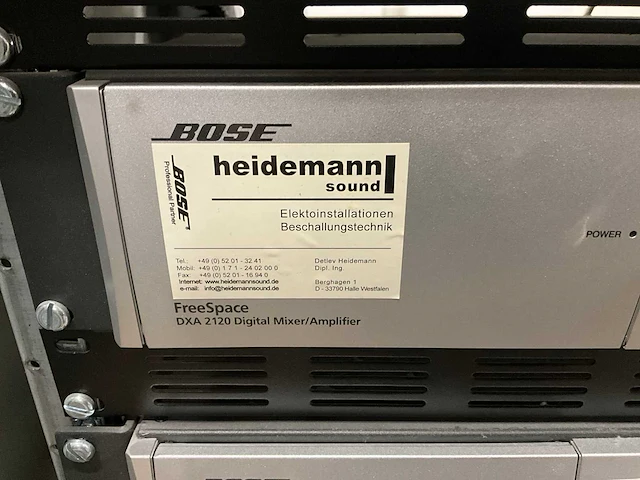 BOSE
heidemann
sound
BOSE
Professional Partner
Elektoinstallationen
Beschallungstechnik
Tel.: +49 (0) 52 01 - 32 41
Mobil: +49 (0) 1 7 1 - 24 02 00 0
Fax: +49 (0) 52 01 - 16 94 0
Internet: www.heidemannsound.de
e-mail: info@heidemannsound.de
Detlev Heidemann
Dipl. Ing.
Berghagen 1
D - 33790 Halle Westfalen
POWER
FreeSpace
DXA 2120 Digital Mixer/Amplifier
BOSE